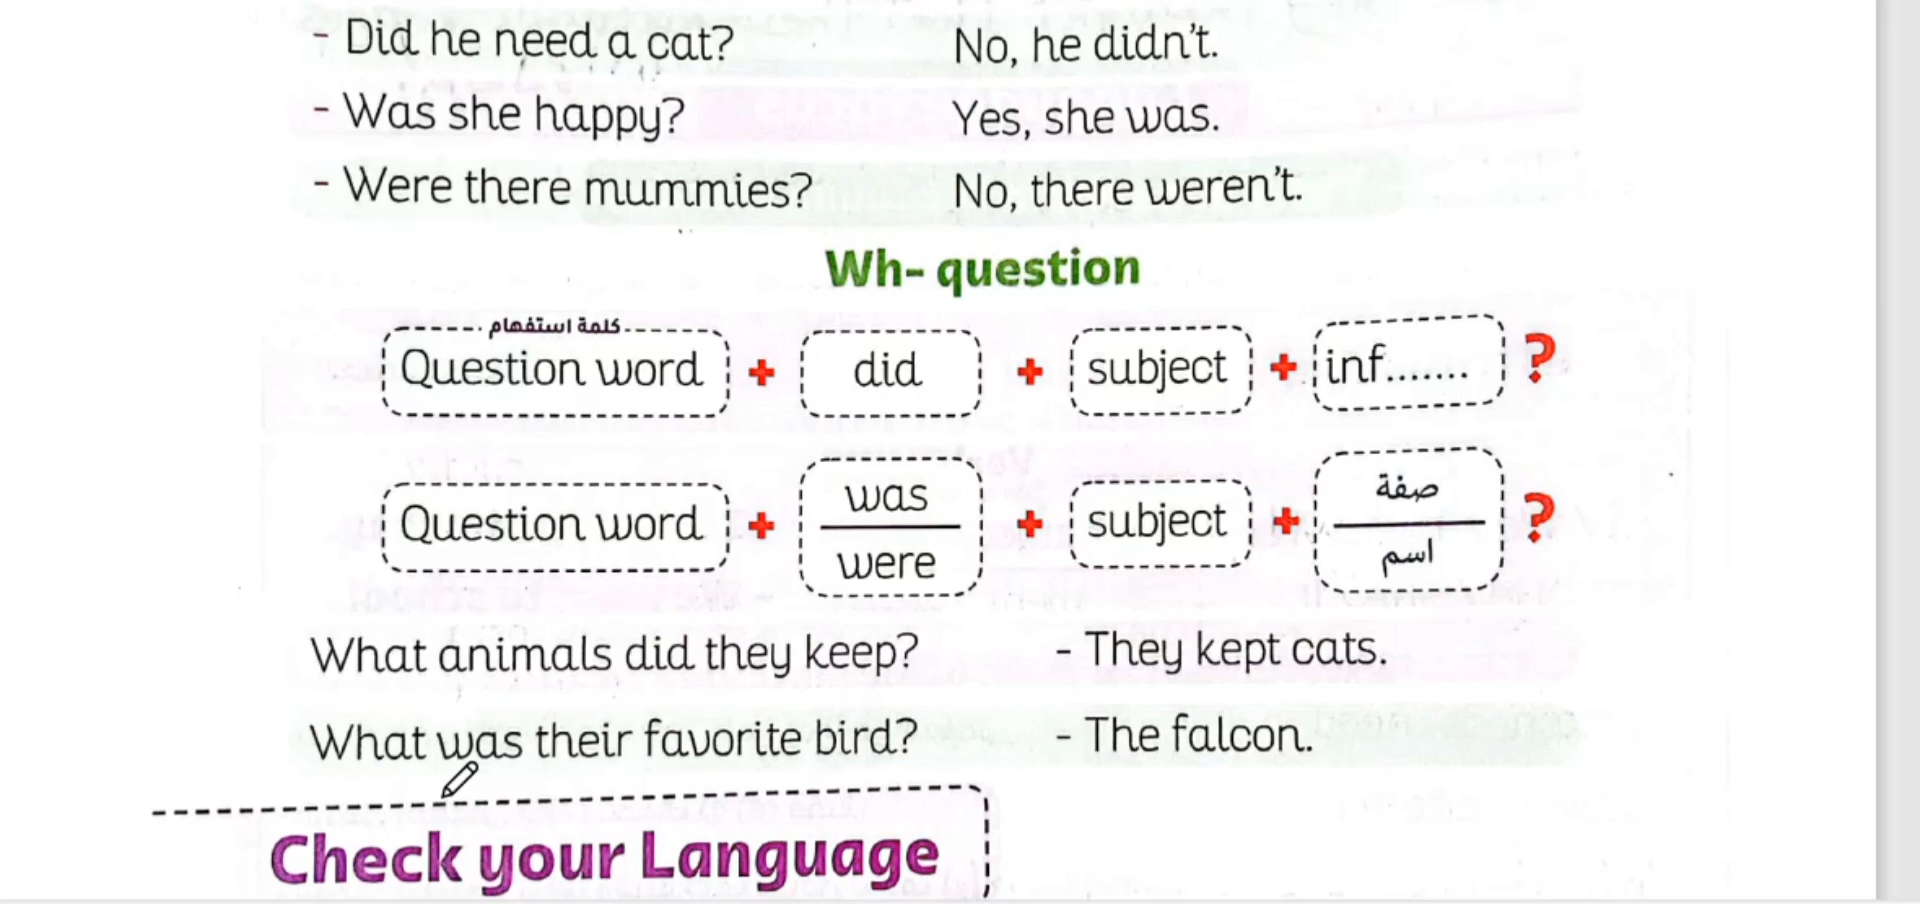 - Did he need a cat? No, he didn't.
- Was she happy? Yes, she was.
- Were there mummies? No, there weren't.
Wh- question
كلمة استفهام
Question word + did + subject + inf....... ?
Question word + was / were + subject + صفة / اسم ?
What animals did they keep? - They kept cats.
What was their favorite bird? - The falcon.
Check your Language